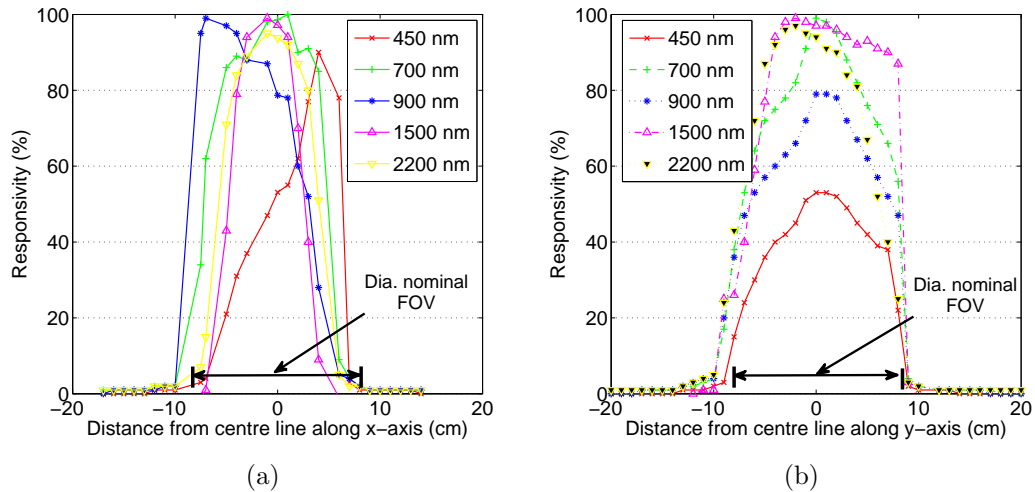 100
80
60
40
20
0
Responsivity (%)
−20
−10
0
10
20
Distance from centre line along x−axis (cm)
450 nm
700 nm
900 nm
1500 nm
2200 nm
Dia. nominal
FOV
(a)
100
80
60
40
20
0
Responsivity (%)
−20
−10
0
10
20
Distance from centre line along y−axis (cm)
450 nm
700 nm
900 nm
1500 nm
2200 nm
Dia. nominal
FOV
(b)